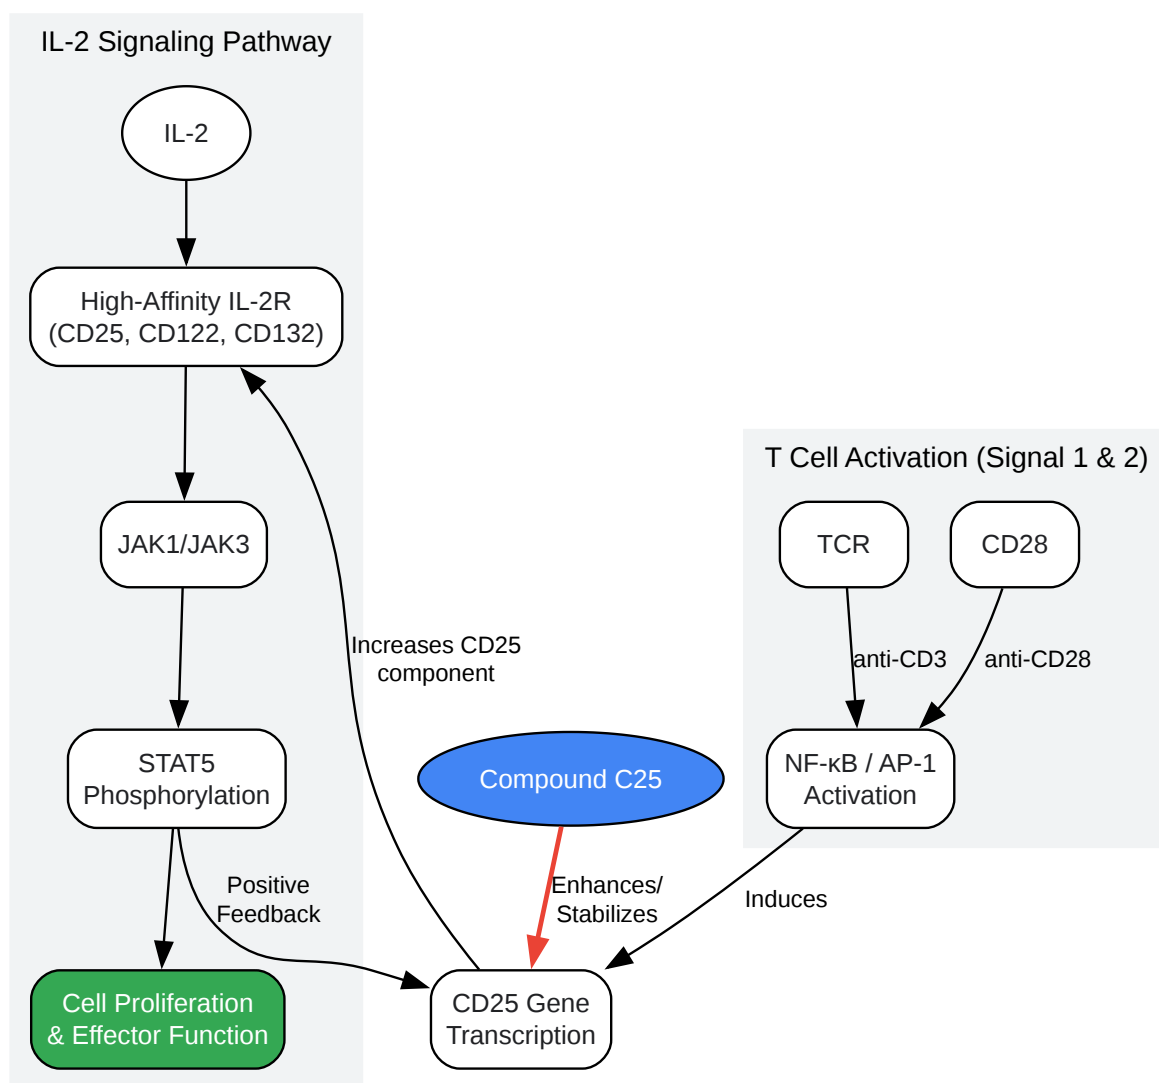 IL-2 Signaling Pathway
IL-2
High-Affinity IL-2R
(CD25, CD122, CD132)
T Cell Activation (Signal 1 & 2)
JAK1/JAK3
TCR
CD28
Increases CD25
component
anti-CD3
anti-CD28
STAT5
Phosphorylation
Compound C25
NF-κB / AP-1
Activation
Positive
Feedback
Enhances/
Stabilizes
Induces
Cell Proliferation
& Effector Function
CD25 Gene
Transcription